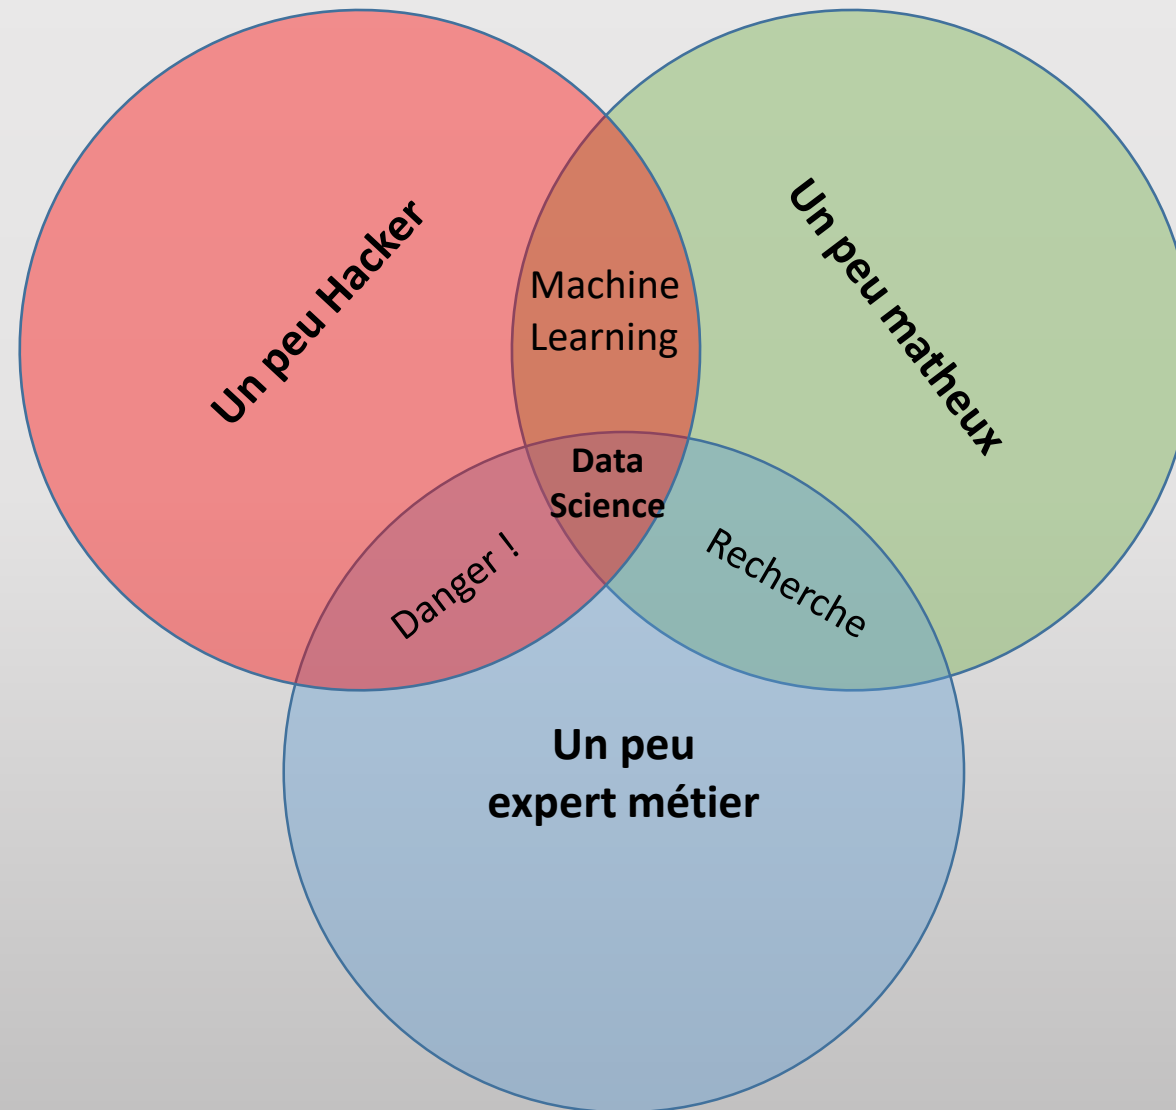 Un peu Hacker
Un peu matheux
Machine
Learning
Data
Science
Danger !
Recherche
Un peu
expert métier